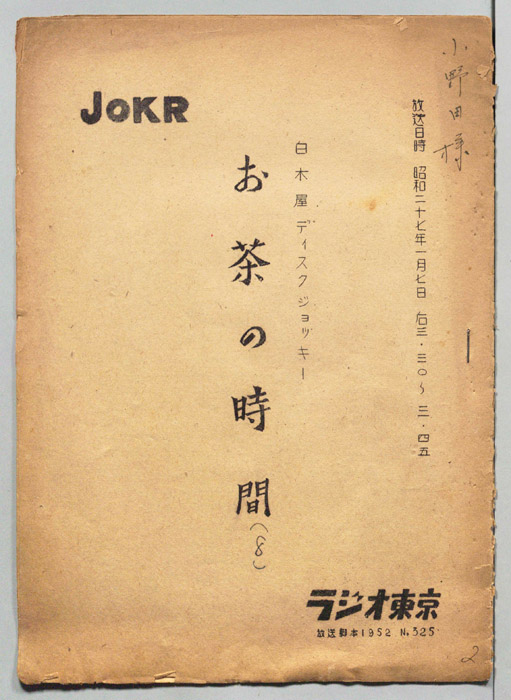 小野田様
放送日時 昭和二十七年一月七日 后三・三〇〜三・四五
JOKR
白木屋ディスクジョッキー
お茶の時間(8)
ラジオ東京
放送脚本1952 N.325
2